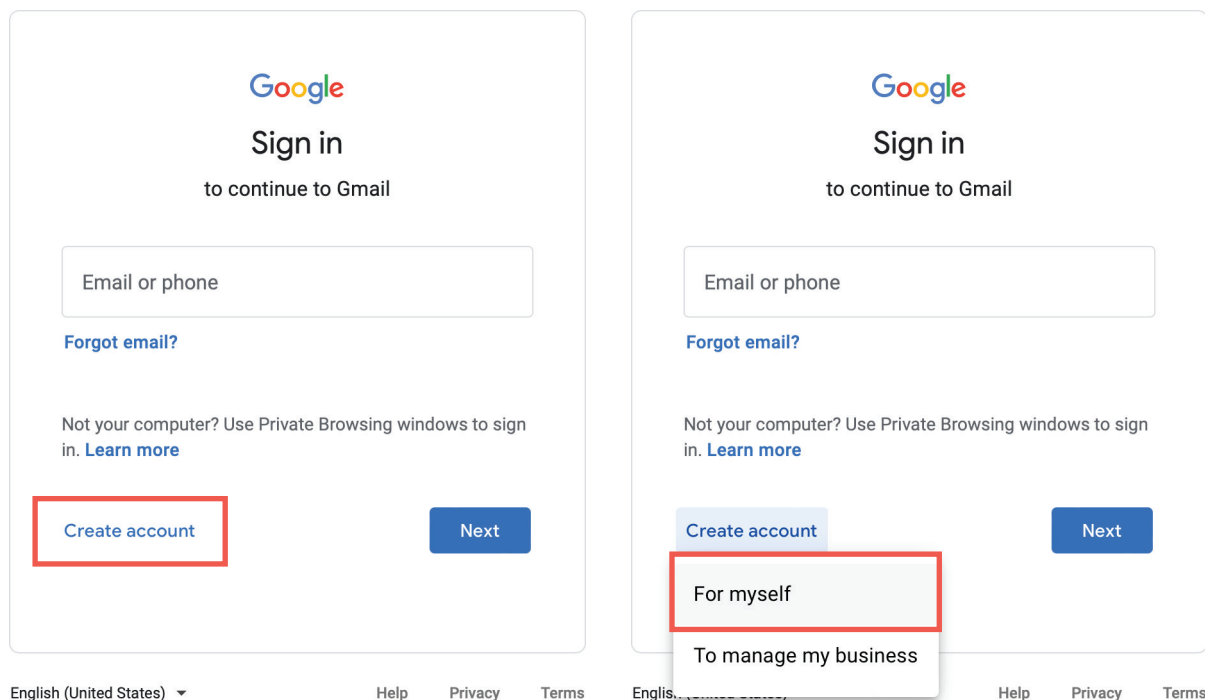 Google
Sign in
to continue to Gmail
Email or phone
Forgot email?
Not your computer? Use Private Browsing windows to sign
in. Learn more
Create account
Next
English (United States)
Help
Privacy
Terms
Google
Sign in
to continue to Gmail
Email or phone
Forgot email?
Not your computer? Use Private Browsing windows to sign
in. Learn more
Create account
Next
For myself
To manage my business
Help
Privacy
Terms